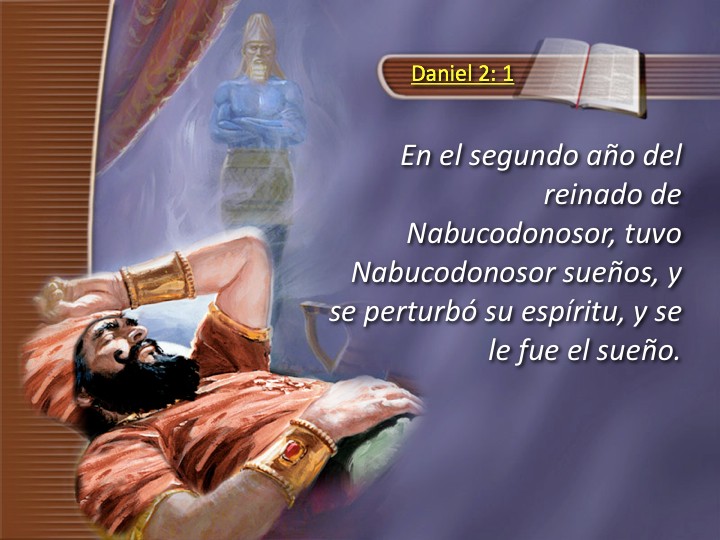 Daniel 2: 1
En el segundo año del
reinado de
Nabucodonosor, tuvo
Nabucodonosor sueños, y
se perturbó su espíritu, y se
le fue el sueño.